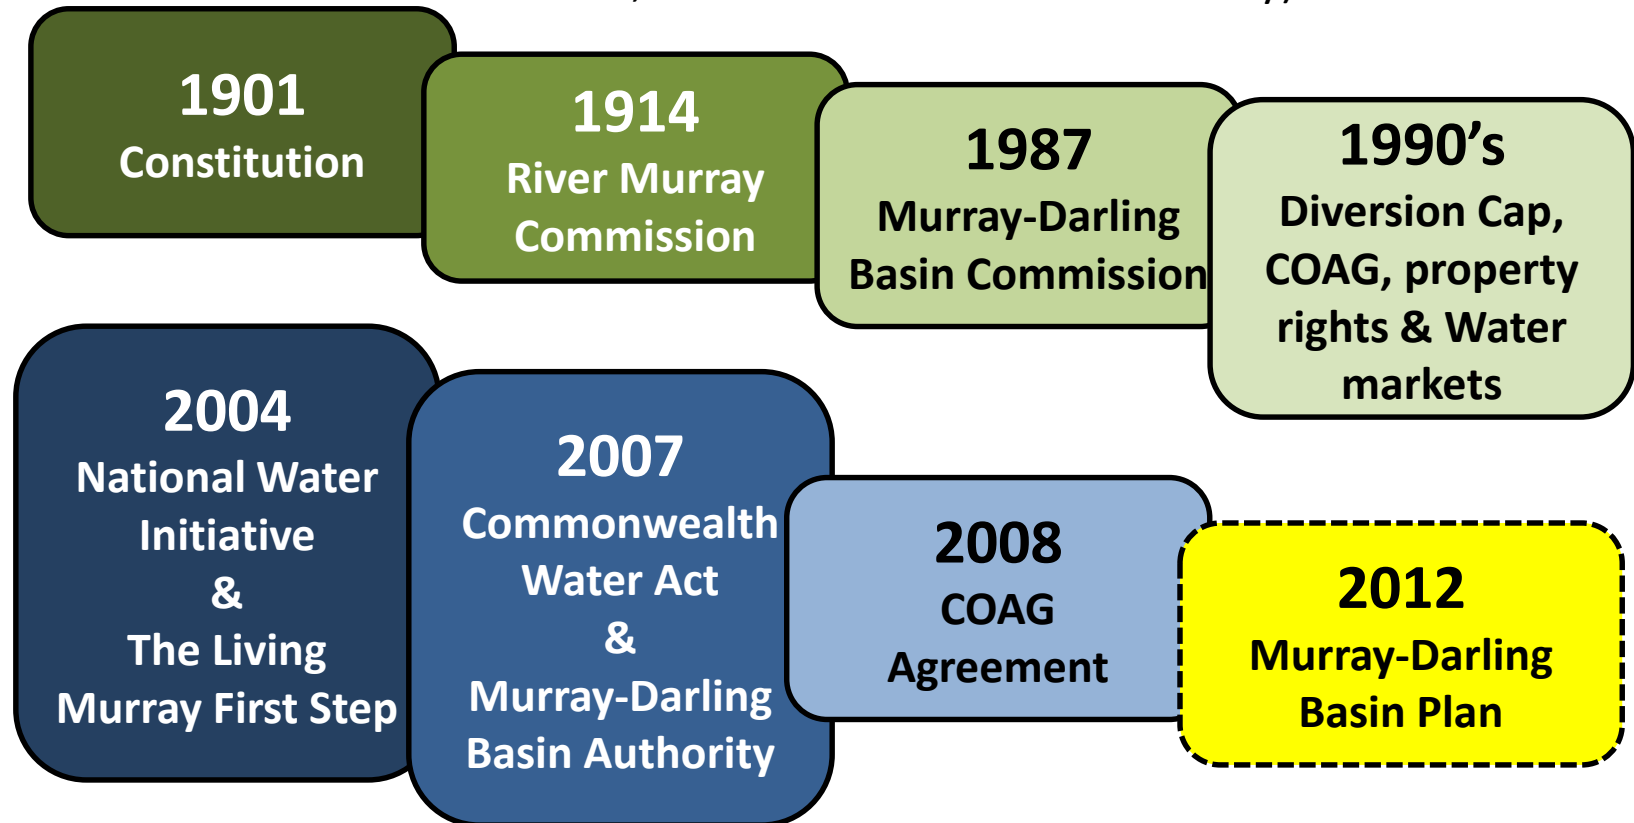 1901
Constitution
1914
River Murray
Commission
1987
Murray-Darling
Basin Commission
1990’s
Diversion Cap,
COAG, property
rights & Water
markets
2004
National Water
Initiative
&
The Living
Murray First Step
2007
Commonwealth
Water Act
&
Murray-Darling
Basin Authority
2008
COAG
Agreement
2012
Murray-Darling
Basin Plan